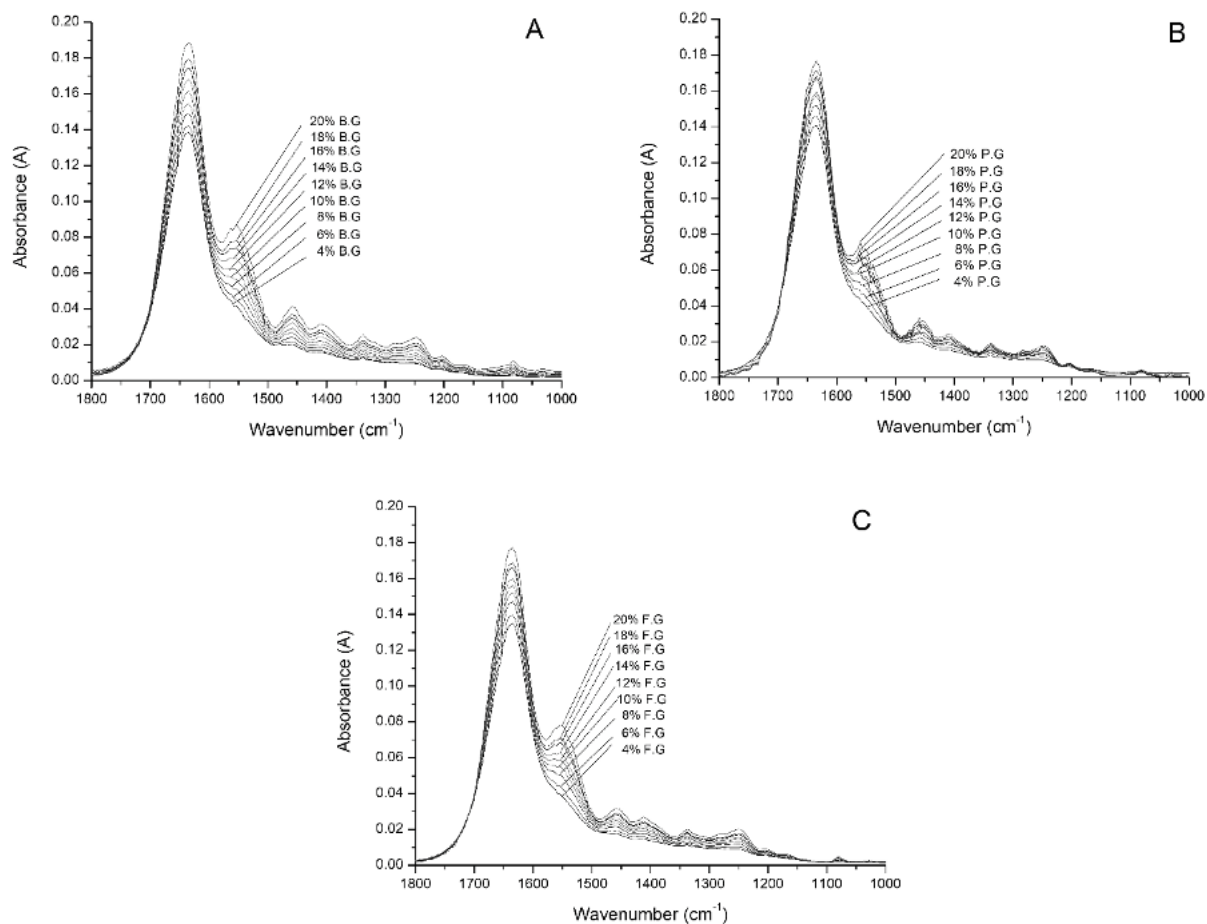 A
0.20
0.18
0.16
0.14
0.12
0.10
0.08
0.06
0.04
0.02
0.00
Absorbance (A)
20% B.G
18% B.G
16% B.G
14% B.G
12% B.G
10% B.G
8% B.G
6% B.G
4% B.G
1800 1700 1600 1500 1400 1300 1200 1100 1000
Wavenumber (cm⁻¹)
B
0.20
0.18
0.16
0.14
0.12
0.10
0.08
0.06
0.04
0.02
0.00
Absorbance (A)
20% P.G
18% P.G
16% P.G
14% P.G
12% P.G
10% P.G
8% P.G
6% P.G
4% P.G
1800 1700 1600 1500 1400 1300 1200 1100 1000
Wavenumber (cm⁻¹)
C
0.20
0.18
0.16
0.14
0.12
0.10
0.08
0.06
0.04
0.02
0.00
Absorbance (A)
20% F.G
18% F.G
16% F.G
14% F.G
12% F.G
10% F.G
8% F.G
6% F.G
4% F.G
1800 1700 1600 1500 1400 1300 1200 1100 1000
Wavenumber (cm⁻¹)